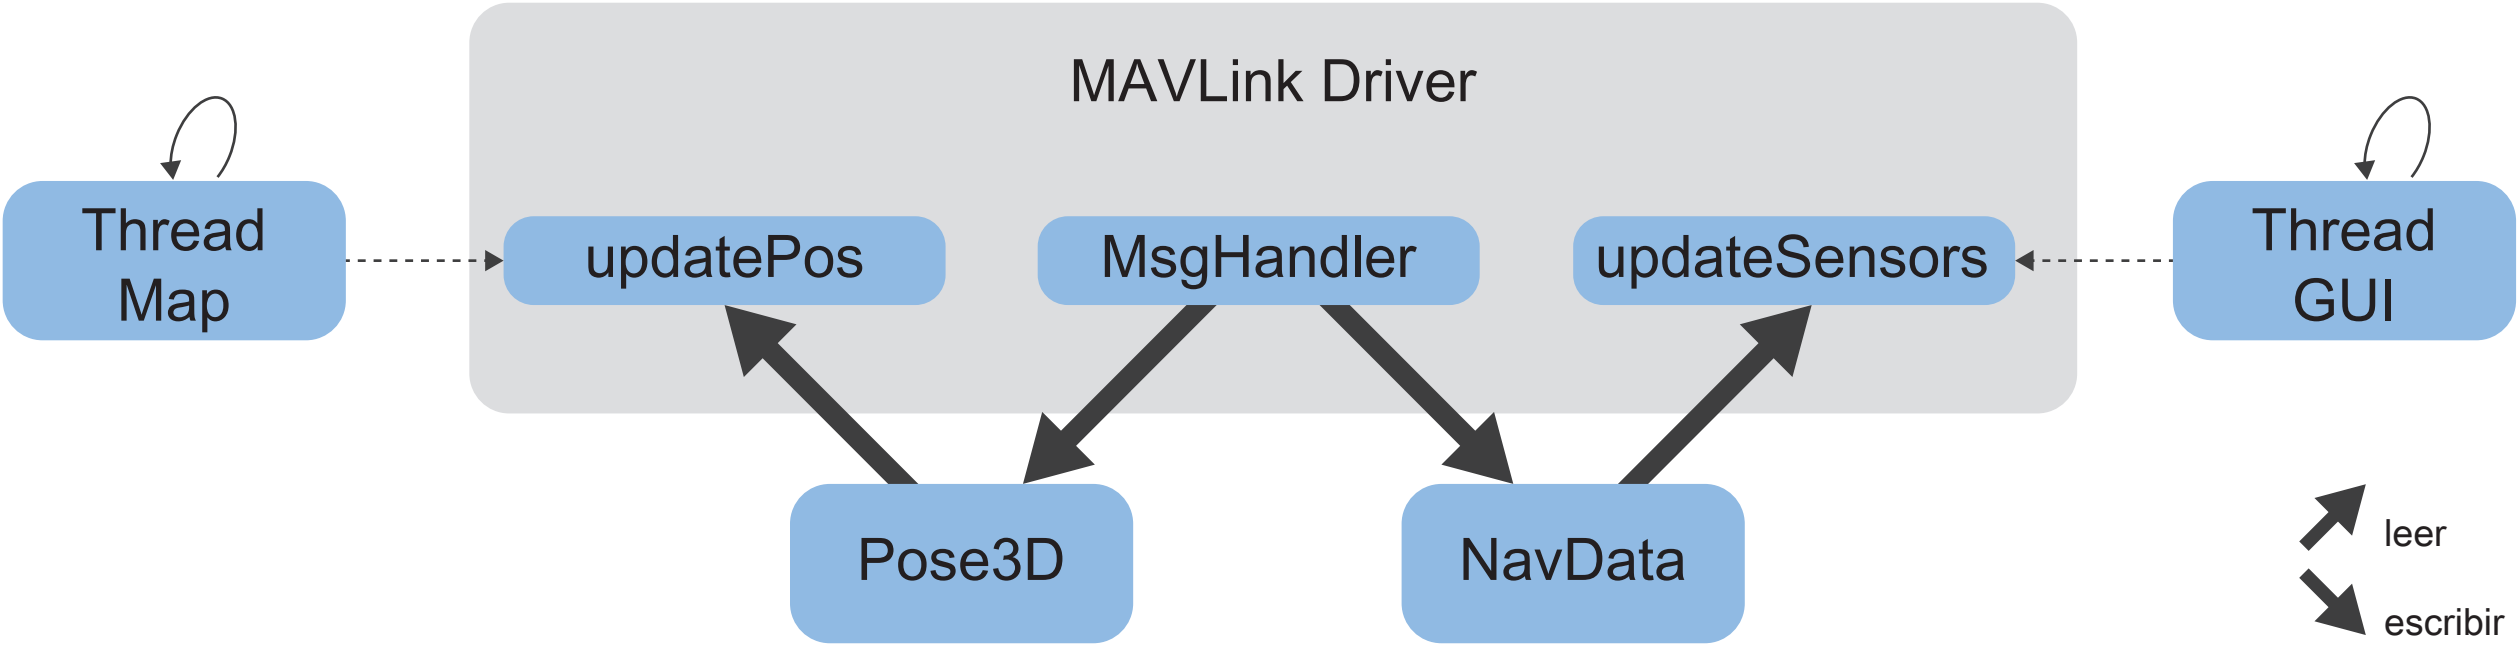 MAVLink Driver
Thread
Map
updatePos
MsgHandler
updateSensors
Thread
GUI
Pose3D
NavData
leer
escribir